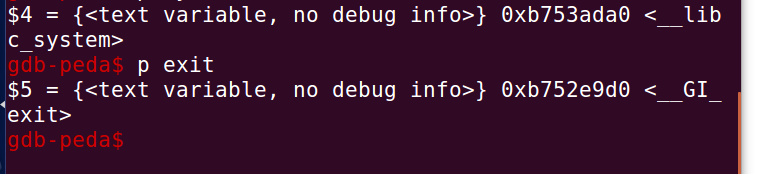 $4 = {<text variable, no debug info>} 0xb753ada0 <__lib
c_system>
gdb-peda$ p exit
$5 = {<text variable, no debug info>} 0xb752e9d0 <__GI_
exit>
gdb-peda$